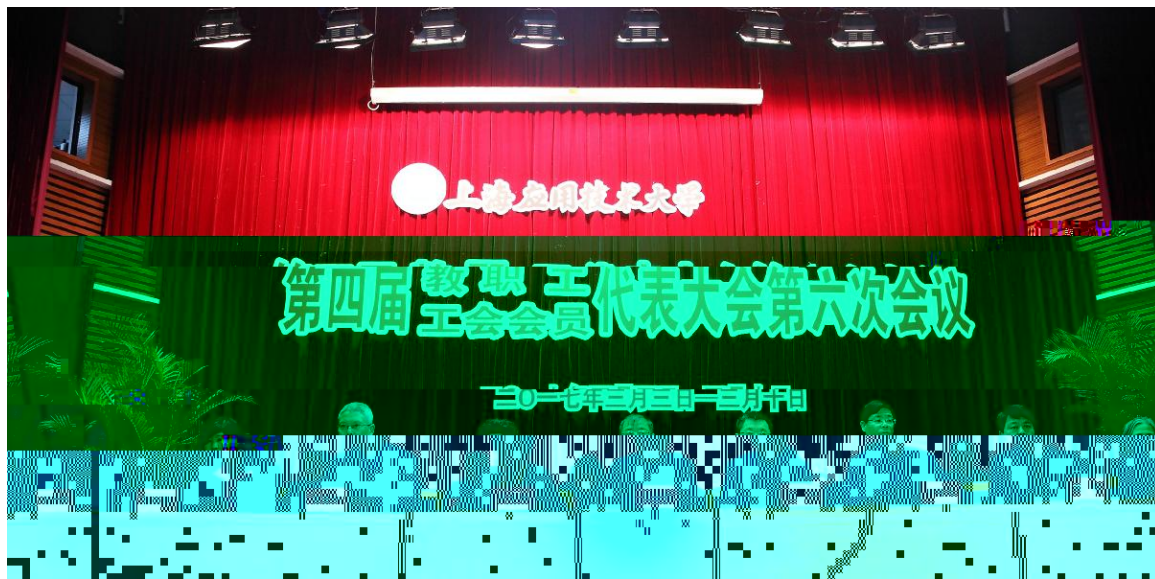 上海应用技术大学
第四届
教职工
工会会员
代表大会第六次会议
二〇一七年三月三日—三月十日